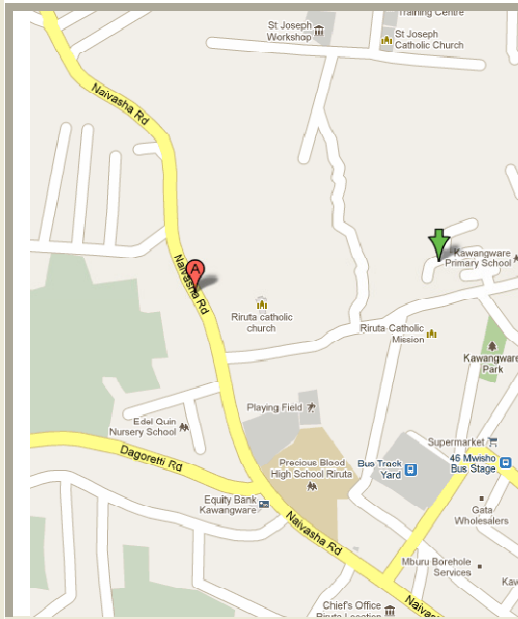 Training Centre
St Joseph
Workshop
St Joseph
Catholic Church
Naivasha Rd
A
Naivasha Rd
Kawangware
Primary School
Riruta catholic
church
Riruta Catholic
Mission
Kawangware
Park
Playing Field
Edel Quin
Nursery School
Dagoretti Rd
Supermarket
Precious Blood
High School Riruta
Bus Track
Yard
46 Mwisho
Bus Stage
Equity Bank
Kawangware
Gata
Wholesalers
Naivasha Rd
Mburu Borehole
Services
Kaw
Chief's Office
Riruta Location
Naivas